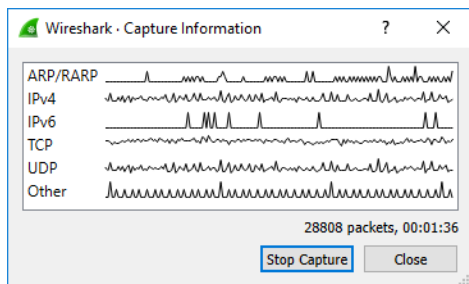 Wireshark · Capture Information ?
ARP/RARP
IPv4
IPv6
TCP
UDP
Other
28808 packets, 00:01:36
Stop Capture Close